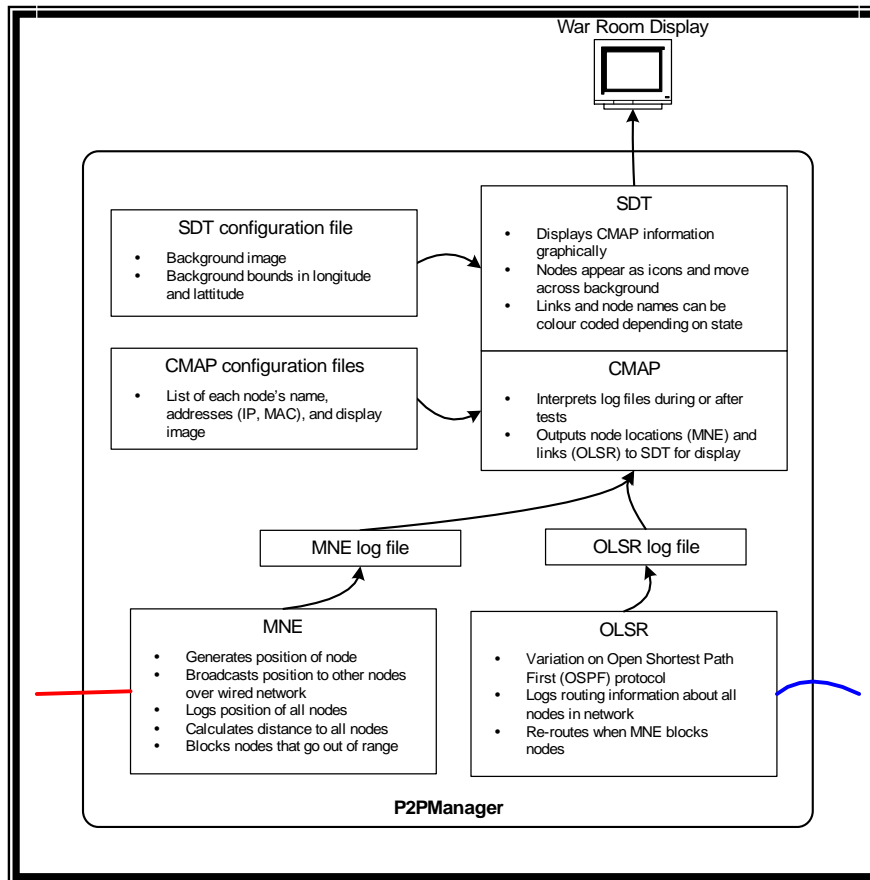 War Room Display
SDT configuration file
• Background image
• Background bounds in longitude
and lattitude
SDT
• Displays CMAP information
graphically
• Nodes appear as icons and move
across background
• Links and node names can be
colour coded depending on state
CMAP configuration files
• List of each node's name,
addresses (IP, MAC), and display
image
CMAP
• Interprets log files during or after
tests
• Outputs node locations (MNE) and
links (OLSR) to SDT for display
MNE log file
OLSR log file
MNE
• Generates position of node
• Broadcasts position to other nodes
over wired network
• Logs position of all nodes
• Calculates distance to all nodes
• Blocks nodes that go out of range
OLSR
• Variation on Open Shortest Path
First (OSPF) protocol
• Logs routing information about all
nodes in network
• Re-routes when MNE blocks
nodes
P2PManager